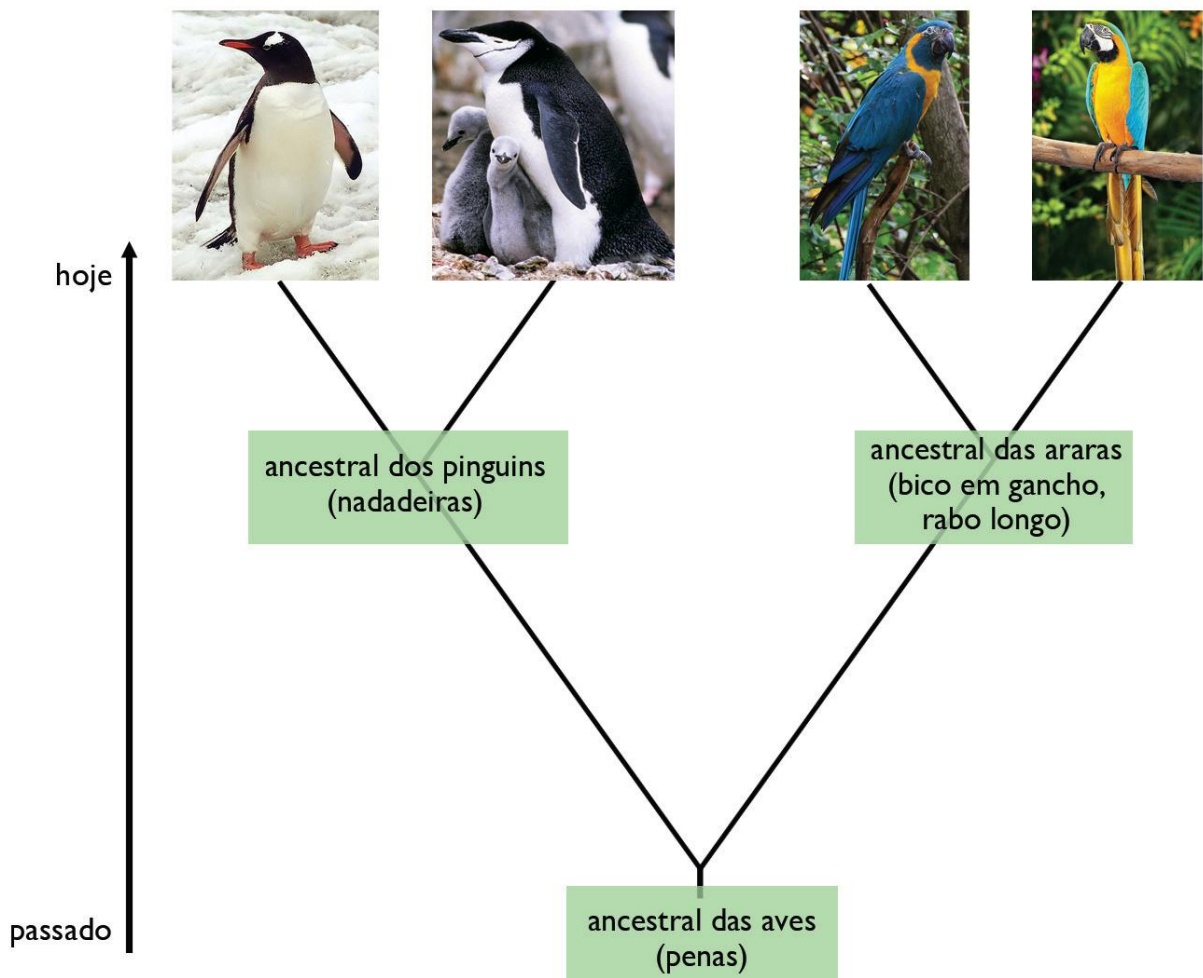 hoje
ancestral dos pinguins
(nadadeiras)
ancestral das araras
(bico em gancho,
rabo longo)
passado
ancestral das aves
(penas)